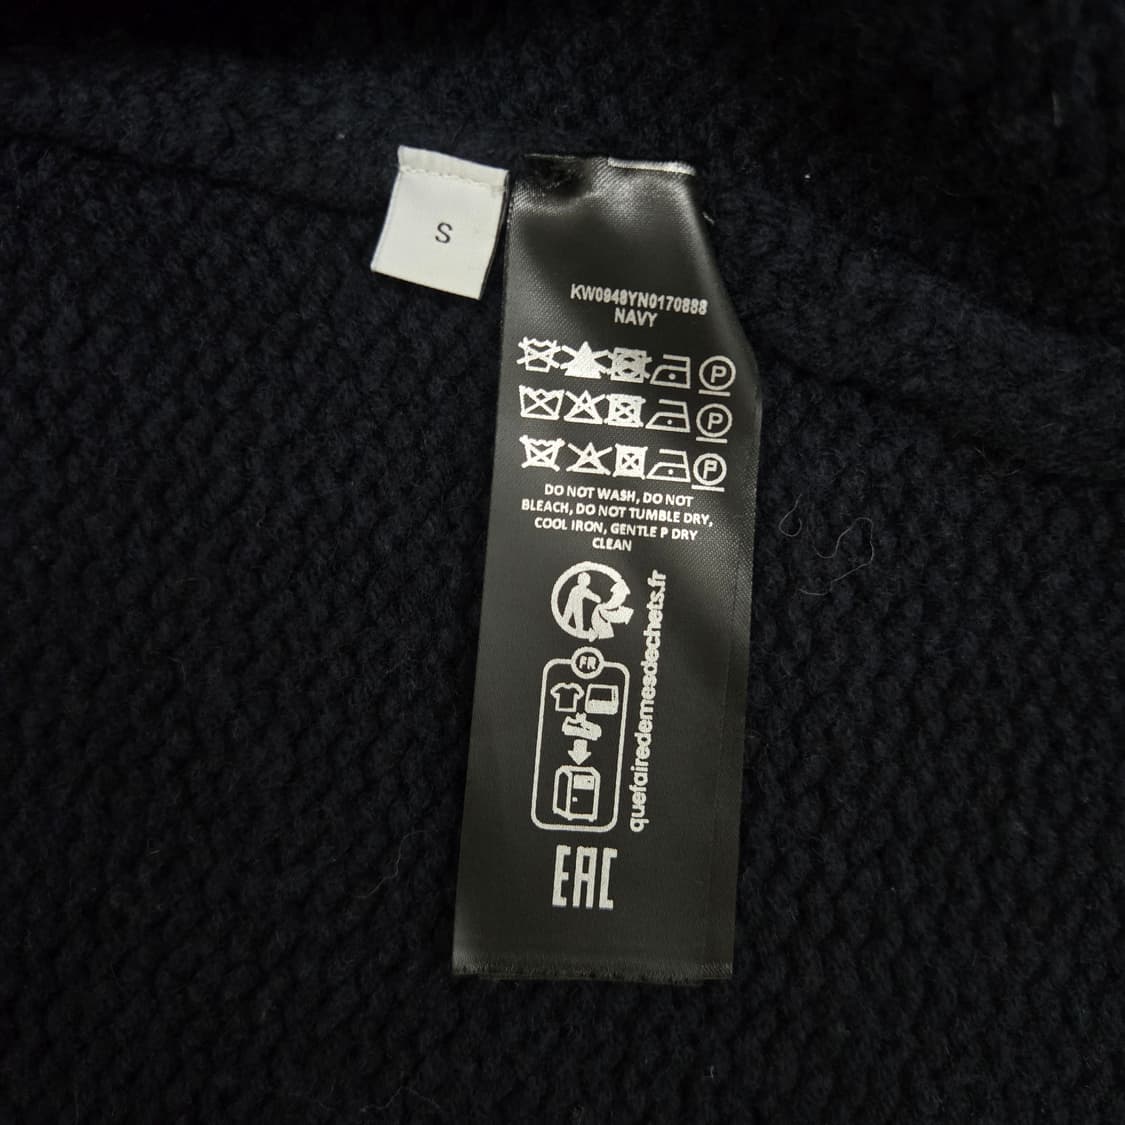 S
KW0948YN0170888
NAVY
P
P
P
DO NOT WASH, DO NOT
BLEACH, DO NOT TUMBLE DRY,
COOL IRON, GENTLE P DRY
CLEAN
FR
quefairedemesdechets.fr
EAC